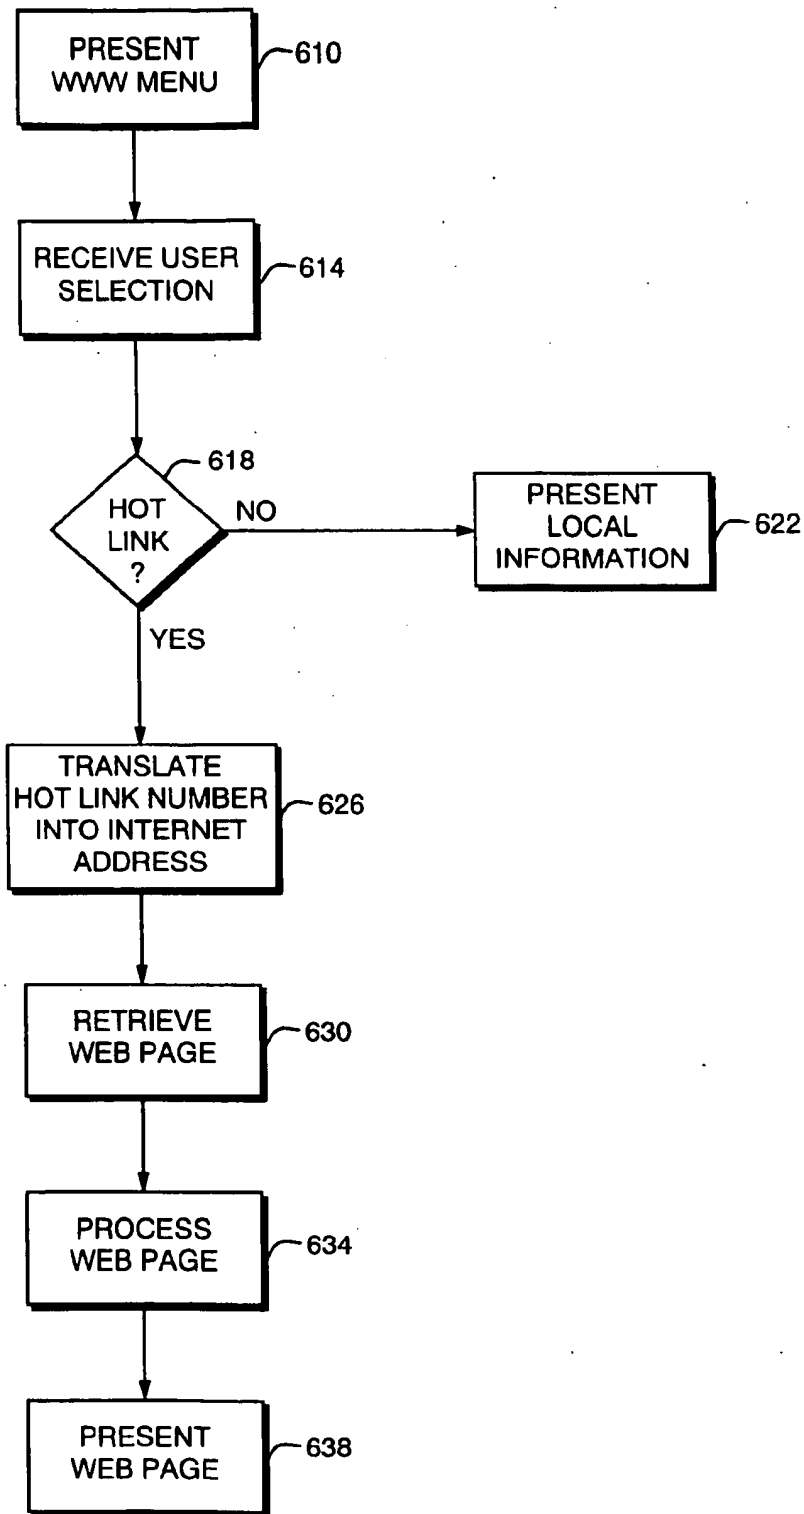 PRESENT
WWW MENU
610
RECEIVE USER
SELECTION
614
618
HOT
LINK
?
NO
PRESENT
LOCAL
INFORMATION
622
YES
TRANSLATE
HOT LINK NUMBER
INTO INTERNET
ADDRESS
626
RETRIEVE
WEB PAGE
630
PROCESS
WEB PAGE
634
PRESENT
WEB PAGE
638